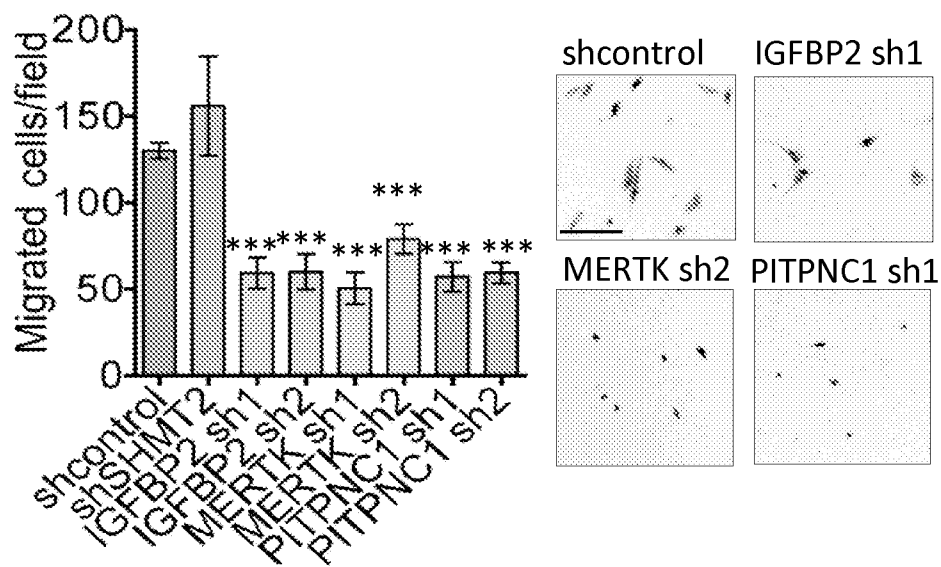 Migrated cells/field
200
150
100
50
0
***
***
***
***
***
***
shcontrol
shSHMT2
IGFBP2 sh1
IGFBP2 sh2
MERTK sh1
MERTK sh2
PITPNC1 sh1
PITPNC1 sh2
shcontrol
IGFBP2 sh1
MERTK sh2
PITPNC1 sh1